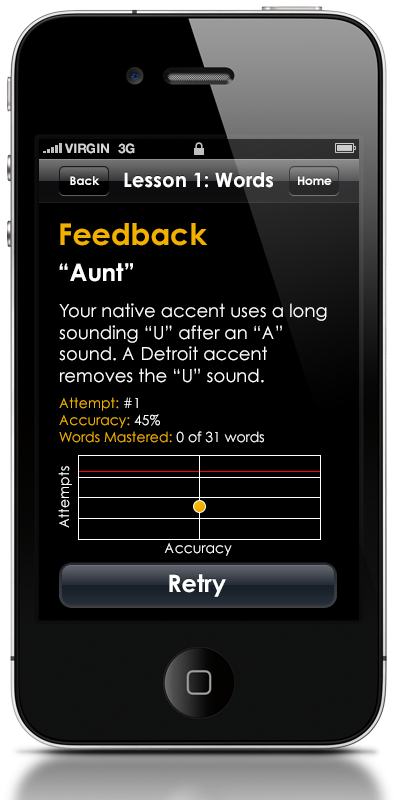 VIRGIN 3G
Back Lesson 1: Words Home
Feedback
“Aunt”
Your native accent uses a long
sounding “U” after an “A”
sound. A Detroit accent
removes the “U” sound.
Attempt: #1
Accuracy: 45%
Words Mastered: 0 of 31 words
Attempts
Accuracy
Retry